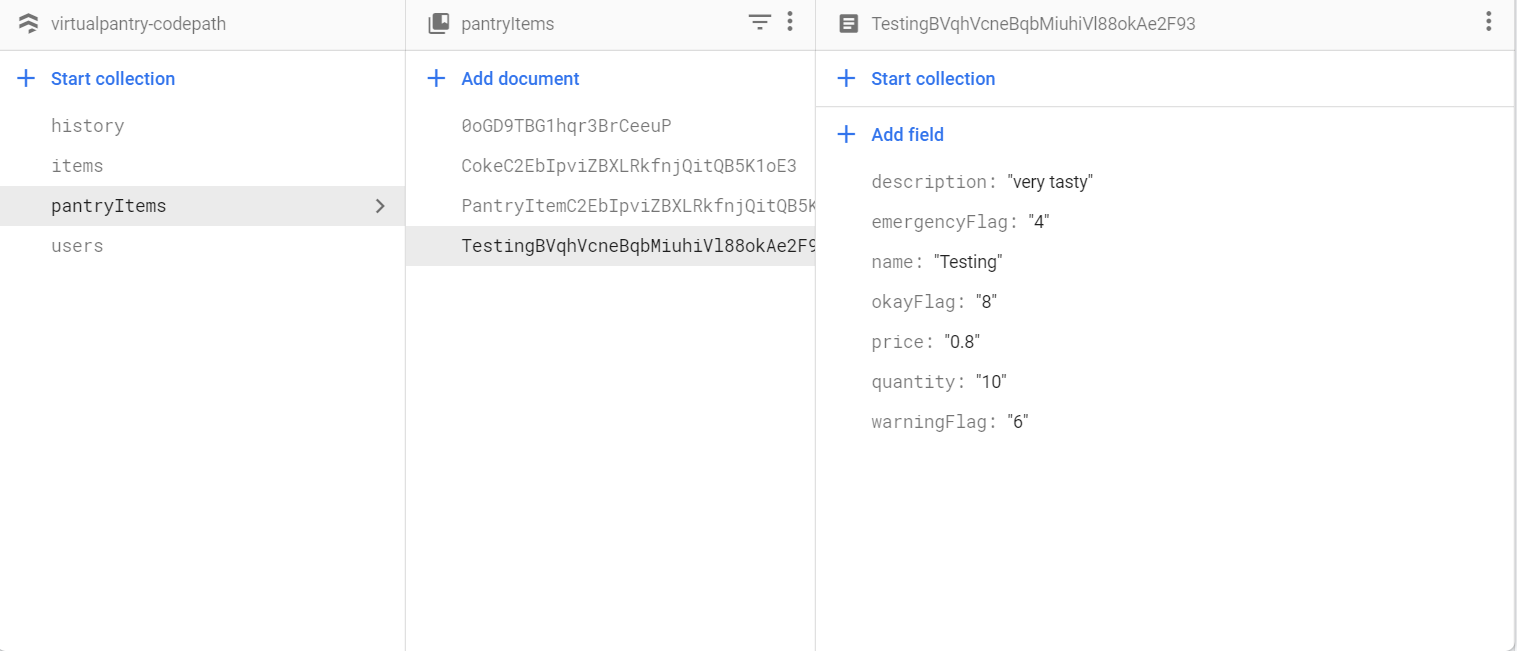 virtualpantry-codepath
Start collection
history
items
pantryItems
users
pantryItems
Add document
0oGD9TBG1hqr3BrCeeuP
CokeC2EbIpviZBXLRkfnjQitQB5K1oE3
PantryItemC2EbIpviZBXLRkfnjQitQB5K
TestingBVqhVcneBqbMiuhiVl88okAe2F9
TestingBVqhVcneBqbMiuhiVl88okAe2F93
Start collection
Add field
description: "very tasty"
emergencyFlag: "4"
name: "Testing"
okayFlag: "8"
price: "0.8"
quantity: "10"
warningFlag: "6"